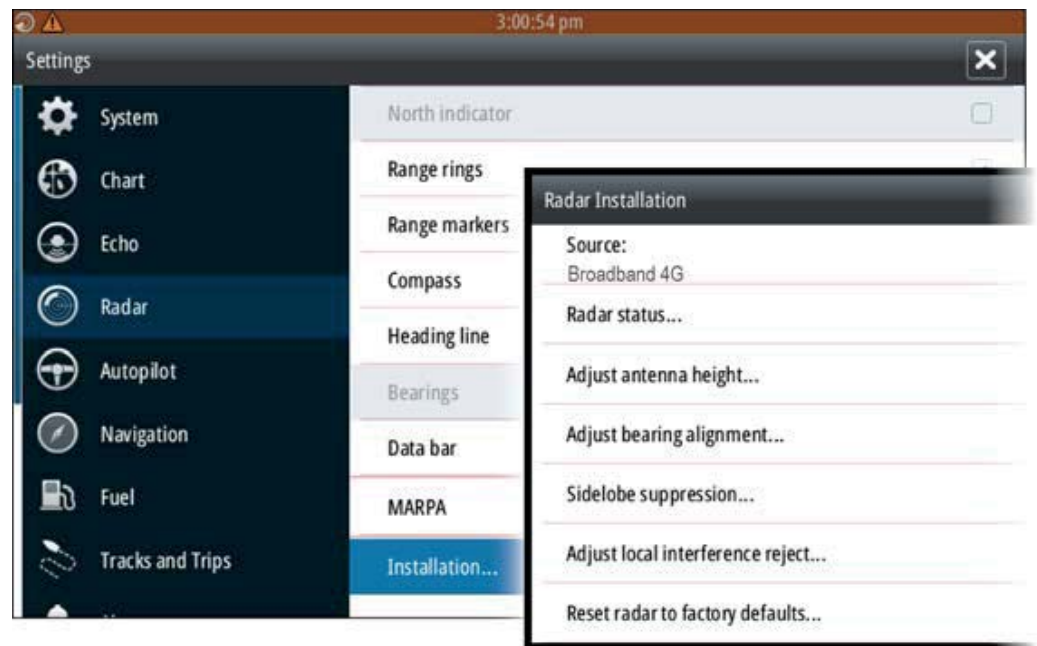 3:00:54 pm
Settings
System
Chart
Echo
Radar
Autopilot
Navigation
Fuel
Tracks and Trips
North indicator
Range rings
Range markers
Compass
Heading line
Bearings
Data bar
MARPA
Installation...
Radar Installation
Source:
Broadband 4G
Radar status...
Adjust antenna height...
Adjust bearing alignment...
Sidelobe suppression...
Adjust local interference reject...
Reset radar to factory defaults...